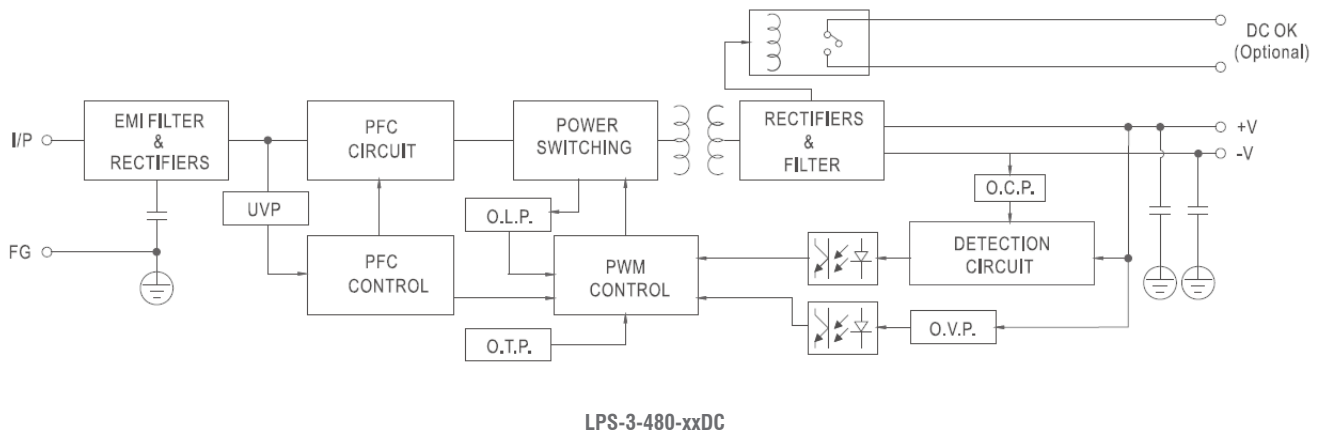 DC OK
(Optional)
I/P
EMI FILTER
&
RECTIFIERS
PFC
CIRCUIT
POWER
SWITCHING
RECTIFIERS
&
FILTER
+V
-V
UVP
O.L.P.
O.C.P.
FG
PFC
CONTROL
PWM
CONTROL
DETECTION
CIRCUIT
O.T.P.
O.V.P.
LPS-3-480-xxDC